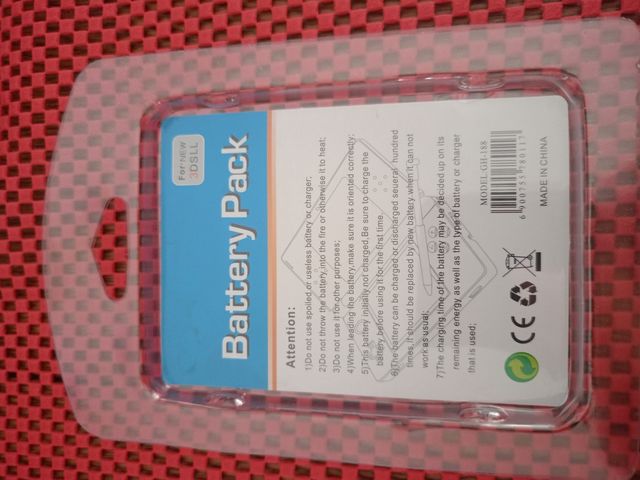 For NEW
3DSLL
Battery Pack
Attention:
1)Do not use spoiled or useless battery or charger;
2)Do not throw the battery into the fire or otherwise it to heat;
3)Do not use it for other purposes;
4)When leading the battery,make sure it is oriented correctly;
5)This battery initially not charged,Be sure to charge the
battery before using it for the first time.
6)The battery can be charged or discharged seueras hundred
times,it should be replaced by new battery when it can not
work as usual;
7)The charging time of the battery may be decided up on its
remaining energy as well as the type of battery or charger
that is used;
MODEL:GH-188
6 900755 780117
MADE IN CHINA
CE